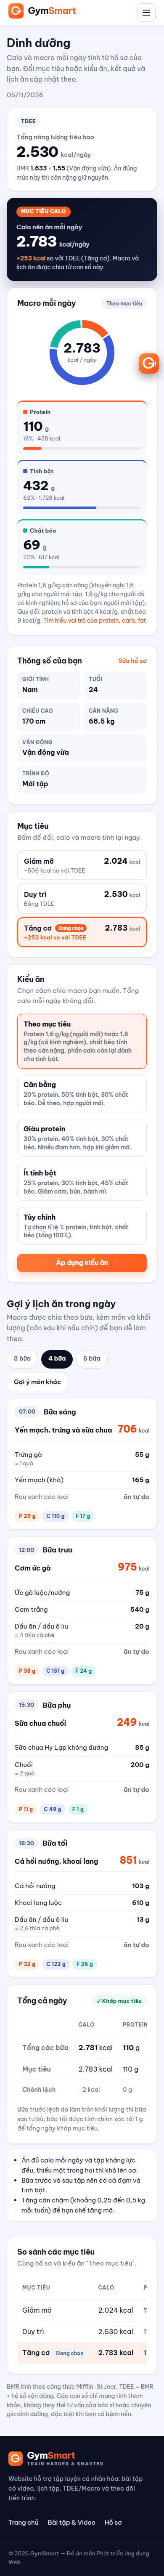 GymSmart
Dinh dưỡng
Calo và macro mỗi ngày tính từ hồ sơ của
bạn. Đổi mục tiêu hoặc kiểu ăn, kết quả và
lịch ăn cập nhật theo.
05/11/2026
TDEE
Tổng năng lượng tiêu hao
2.530 kcal/ngày
BMR 1.633 × 1.55 (Vận động vừa). Ăn đúng
mức này thì cân nặng giữ nguyên.
MỤC TIÊU CALO
Calo nên ăn mỗi ngày
2.783 kcal/ngày
+253 kcal so với TDEE (Tăng cơ). Macro và
lịch ăn dưới đều chia từ con số này.
Macro mỗi ngày
Theo mục tiêu
2.783
kcal / ngày
Protein
110 g
16% · 438 kcal
Tinh bột
432 g
62% · 1.728 kcal
Chất béo
69 g
22% · 617 kcal
Protein 1,6 g/kg cân nặng (khuyến nghị 1,6
g/kg cho người mới tập, 1,8 g/kg cho người đã
có kinh nghiệm; hồ sơ của bạn: người mới). Quy
đổi: protein và tinh bột 4 kcal/g, chất béo
9 kcal/g. Tìm hiểu vai trò của protein, carb, fat
Thông số của bạn
Sửa hồ sơ
GIỚI TÍNH
Nam
TUỔI
24
CHIỀU CAO
170 cm
CÂN NẶNG
68,5 kg
VẬN ĐỘNG
Vận động vừa
TRÌNH ĐỘ
Mới tập
Mục tiêu
Bấm để đổi, calo và macro tính lại ngay.
Giảm mỡ 2.024 kcal
-506 kcal so với TDEE
Duy trì 2.530 kcal
Bằng TDEE
Tăng cơ Đang chọn 2.783 kcal
+253 kcal so với TDEE
Kiểu ăn
Chọn cách chia macro bạn muốn. Tổng
calo mỗi ngày không đổi.
Theo mục tiêu
Protein 1,6 g/kg (người mới) hoặc 1,8
g/kg (có kinh nghiệm), chất béo tính
theo cân nặng, phần calo còn lại dành
cho tinh bột.
Cân bằng
20% protein, 50% tinh bột, 30% chất
béo. Dễ theo, hợp người mới.
Giàu protein
30% protein, 40% tinh bột, 30% chất
béo. Nhiều đạm hơn, hợp khi giảm mỡ.
Ít tinh bột
25% protein, 30% tinh bột, 45% chất
béo. Giảm cơm, bún, bánh mì.
Tùy chỉnh
Tự chọn tỉ lệ % protein, tinh bột, chất
béo (tổng 100%).
Áp dụng kiểu ăn
Gợi ý lịch ăn trong ngày
Macro được chia theo bữa, kèm món và khối
lượng (cân sau khi nấu chín) để bạn dễ làm
theo.
3 bữa
4 bữa
5 bữa
Gợi ý món khác
07:00 Bữa sáng
Yến mạch, trứng và sữa chua 706 kcal
Trứng gà 55 g
≈ 1 quả
Yến mạch (khô) 165 g
Rau xanh các loại ăn tự do
P 29 g C 110 g F 17 g
12:00 Bữa trưa
Cơm ức gà 975 kcal
Ức gà luộc/nướng 75 g
Cơm trắng 540 g
Dầu ăn / dầu ô liu 20 g
≈ 4 thìa cà phê
Rau xanh các loại ăn tự do
P 38 g C 151 g F 24 g
15:30 Bữa phụ
Sữa chua chuối 249 kcal
Sữa chua Hy Lạp không đường 85 g
Chuối 200 g
≈ 2 quả
Rau xanh các loại ăn tự do
P 11 g C 49 g F 1 g
18:30 Bữa tối
Cá hồi nướng, khoai lang 851 kcal
Cá hồi nướng 103 g
Khoai lang luộc 610 g
Dầu ăn / dầu ô liu 13 g
≈ 2,6 thìa cà phê
Rau xanh các loại ăn tự do
P 32 g C 122 g F 26 g
Tổng cả ngày ✓ Khớp mục tiêu
CALO PROTEIN
Tổng các bữa 2.781 kcal 110 g
Mục tiêu 2.783 kcal 110 g
Chênh lệch -2 kcal 0 g
Bữa trước lệch do làm tròn khối lượng thì bữa
sau tự bù; bữa tối được tính chính xác tới 1 g
để tổng ngày khớp mục tiêu.
Ăn đủ calo mỗi ngày và tập kháng lực
đều, thiếu một trong hai thì khó lên cơ.
Bữa trước và sau tập nên có cả đạm và
tinh bột.
Tăng cân chậm (khoảng 0,25 đến 0,5 kg
mỗi tuần) để hạn chế tăng mỡ.
So sánh các mục tiêu
Cùng hồ sơ và kiểu ăn "Theo mục tiêu".
MỤC TIÊU CALO P
Giảm mỡ 2.024 kcal 1
Duy trì 2.530 kcal 1
Tăng cơ Đang chọn 2.783 kcal 1
BMR tính theo công thức Mifflin-St Jeor, TDEE = BMR
× hệ số vận động. Các con số chỉ mang tính tham
khảo, không thay thế tư vấn của bác sĩ hoặc chuyên
gia dinh dưỡng, đặc biệt khi bạn có bệnh nền.
GymSmart
TRAIN HARDER & SMARTER
Website hỗ trợ tập luyện cá nhân hóa: bài tập
có video, lịch tập, TDEE/Macro và theo dõi
tiến trình.
Trang chủ Bài tập & Video Hồ sơ
© 2026 GymSmart — Đồ án môn Phát triển ứng dụng
Web